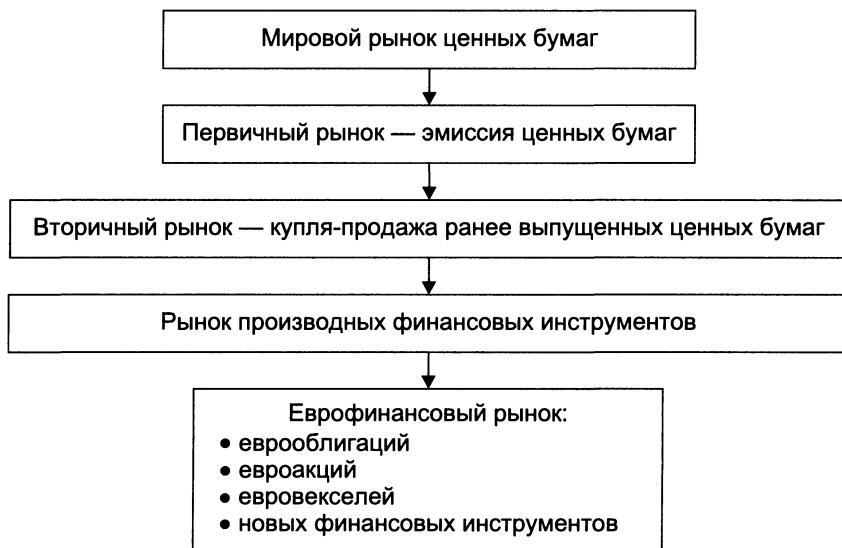 Мировой рынок ценных бумаг
Первичный рынок — эмиссия ценных бумаг
Вторичный рынок — купля-продажа ранее выпущенных ценных бумаг
Рынок производных финансовых инструментов
Еврофинансовый рынок:
• еврооблигаций
• евроакций
• евровекселей
• новых финансовых инструментов